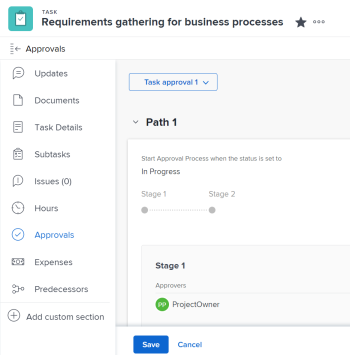 TASK
Requirements gathering for business processes
Approvals
Updates
Documents
Task Details
Subtasks
Issues (0)
Hours
Approvals
Expenses
Predecessors
Add custom section
Task approval 1
Path 1
Start Approval Process when the status is set to
In Progress
Stage 1 Stage 2
Stage 1
Approvers
PP ProjectOwner
Save Cancel